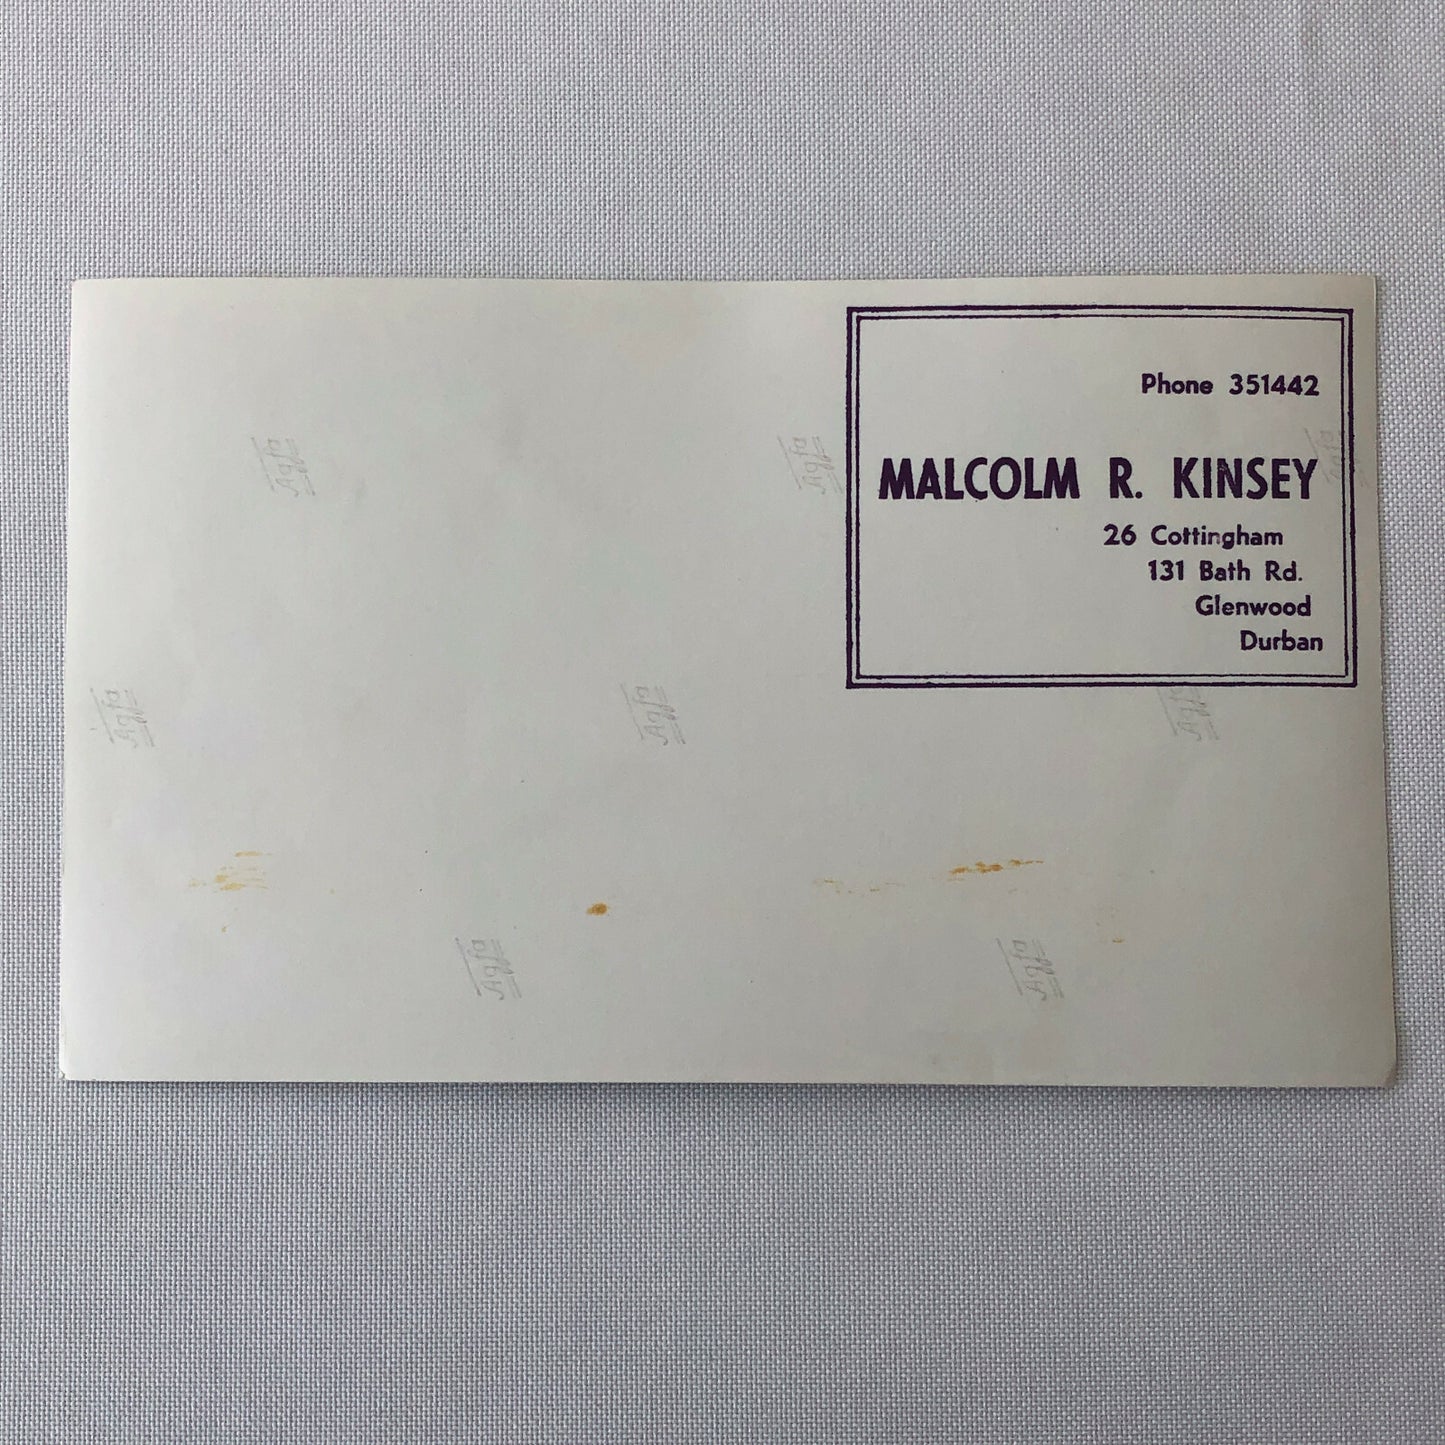 Phone 351442
MALCOLM R. KINSEY
26 Cottingham
131 Bath Rd.
Glenwood
Durban
Agfa
Agfa
Agfa
Agfa
Agfa
Agfa
Agfa
Agfa